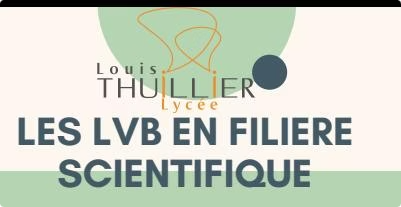 Louis
THUILLIER
Lycée
LES LVB EN FILIERE
SCIENTIFIQUE